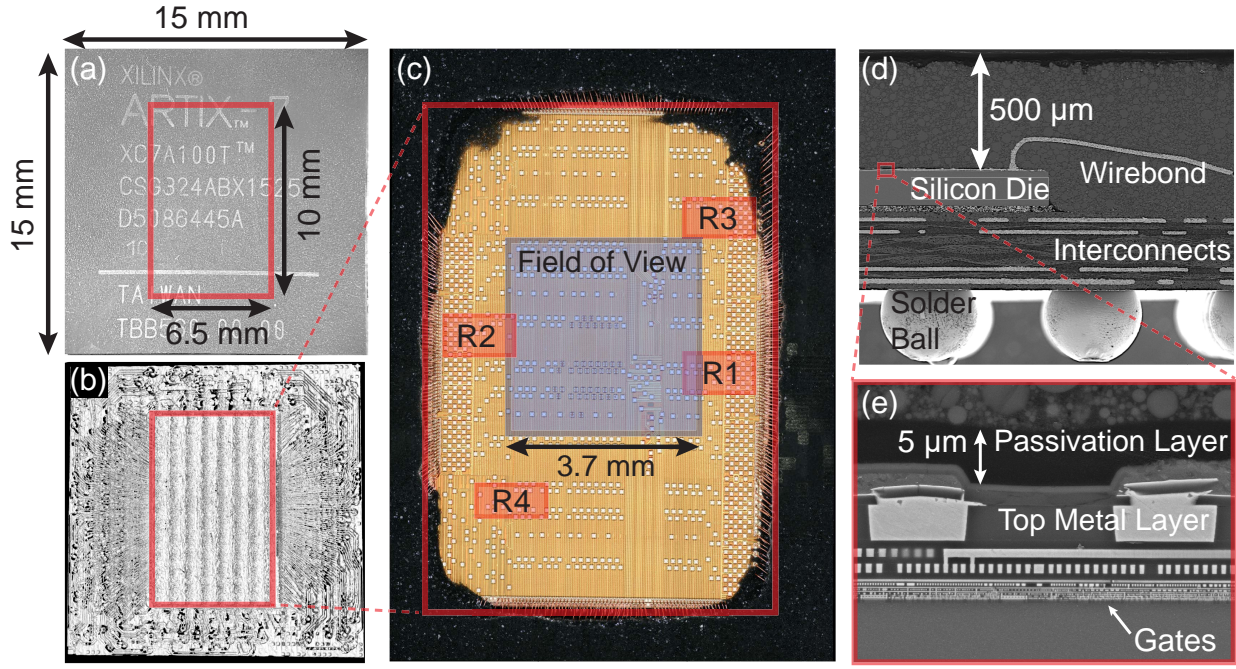 15 mm
15 mm
(a)
XILINX®
ARTIX™-7
XC7A100T™
CSG324ABX1525
D5086445A
TAIWAN
10 mm
6.5 mm
(b)
(c)
R3
Field of View
R2
R1
3.7 mm
R4
(d)
500 µm
Wirebond
Silicon Die
Interconnects
Solder
Ball
(e)
5 µm
Passivation Layer
Top Metal Layer
Gates